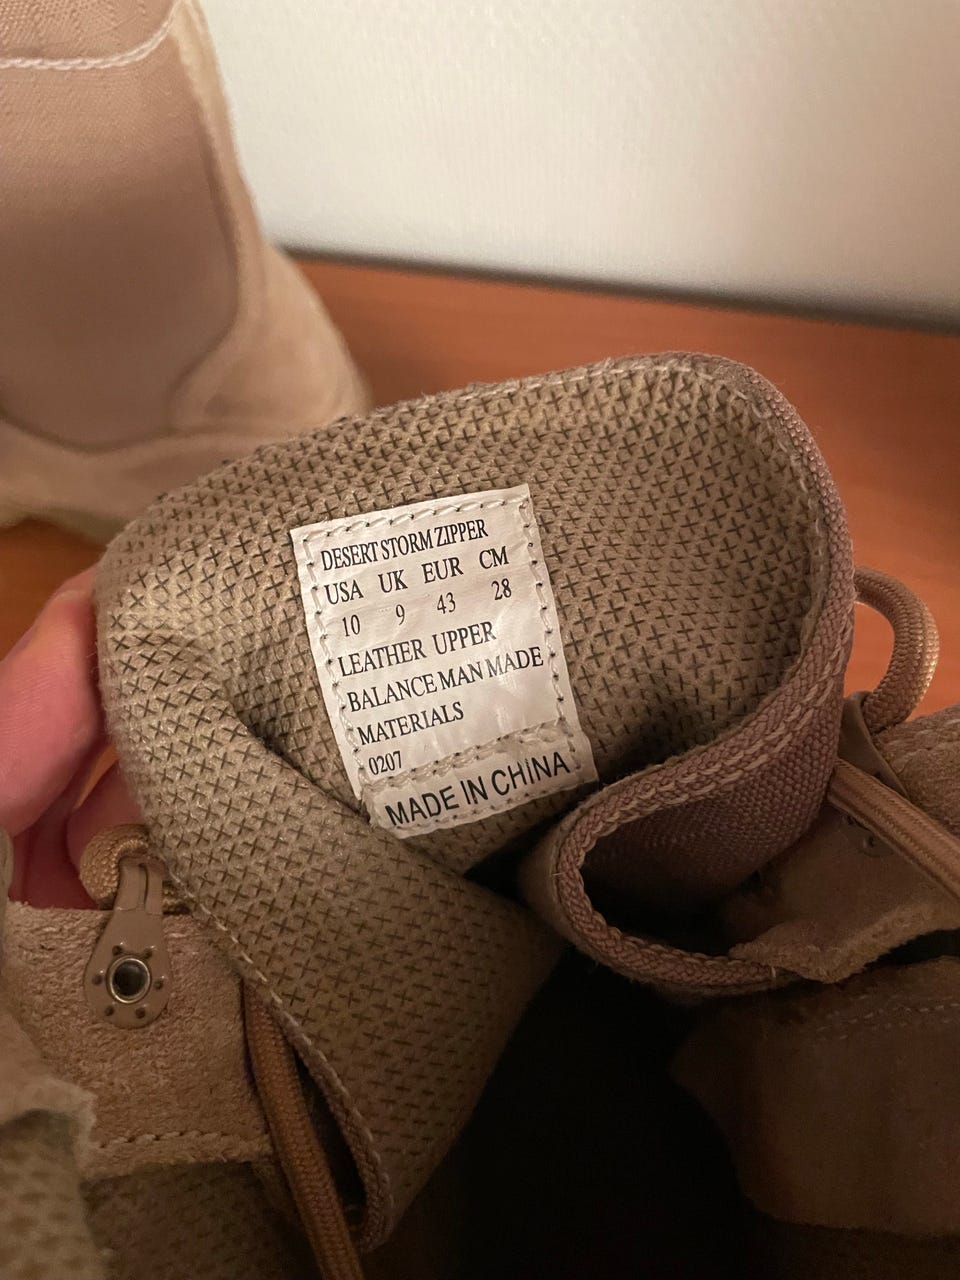 DESERT STORM ZIPPER
USA UK EUR CM
10 9 43 28
LEATHER UPPER
BALANCE MAN MADE
MATERIALS
0207
MADE IN CHINA